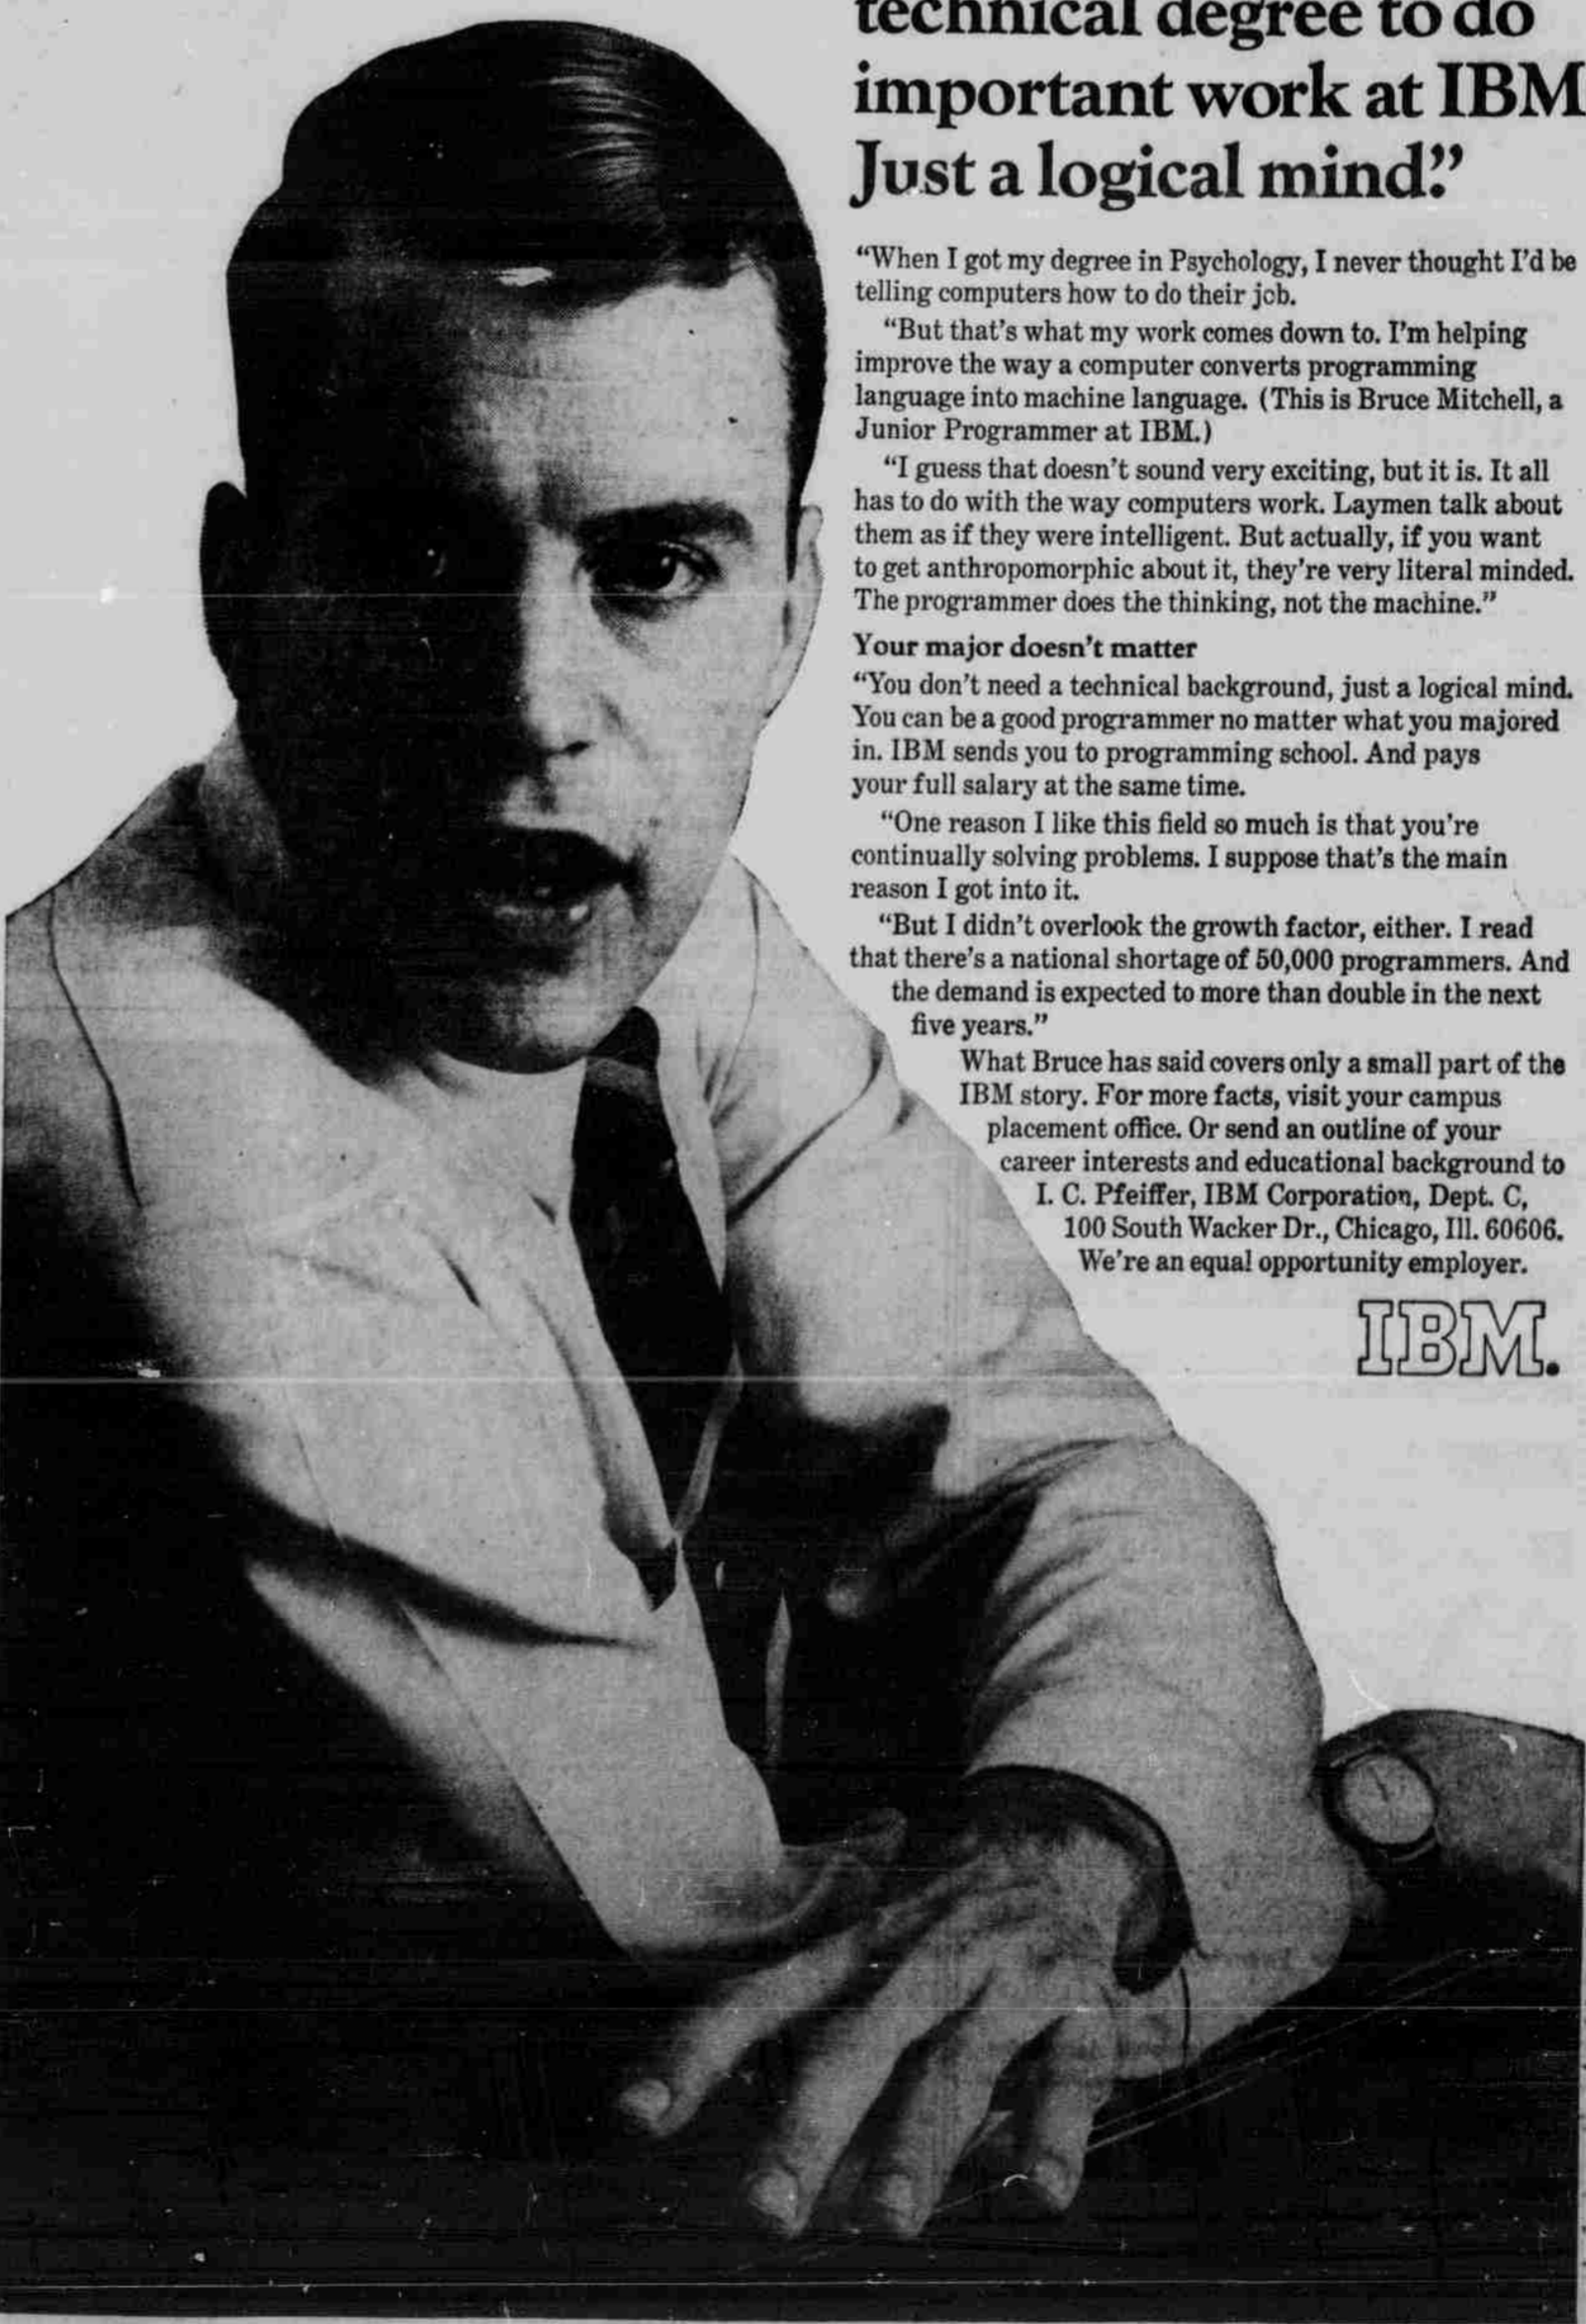 technical degree to do
important work at IBM
Just a logical mind.”
“When I got my degree in Psychology, I never thought I’d be
telling computers how to do their job.
“But that’s what my work comes down to. I’m helping
improve the way a computer converts programming
language into machine language. (This is Bruce Mitchell, a
Junior Programmer at IBM.)
“I guess that doesn’t sound very exciting, but it is. It all
has to do with the way computers work. Laymen talk about
them as if they were intelligent. But actually, if you want
to get anthropomorphic about it, they’re very literal minded.
The programmer does the thinking, not the machine.”
Your major doesn’t matter
“You don’t need a technical background, just a logical mind.
You can be a good programmer no matter what you majored
in. IBM sends you to programming school. And pays
your full salary at the same time.
“One reason I like this field so much is that you’re
continually solving problems. I suppose that’s the main
reason I got into it.
“But I didn’t overlook the growth factor, either. I read
that there’s a national shortage of 50,000 programmers. And
the demand is expected to more than double in the next
five years.”
What Bruce has said covers only a small part of the
IBM story. For more facts, visit your campus
placement office. Or send an outline of your
career interests and educational background to
I. C. Pfeiffer, IBM Corporation, Dept. C,
100 South Wacker Dr., Chicago, Ill. 60606.
We’re an equal opportunity employer.
IBM.